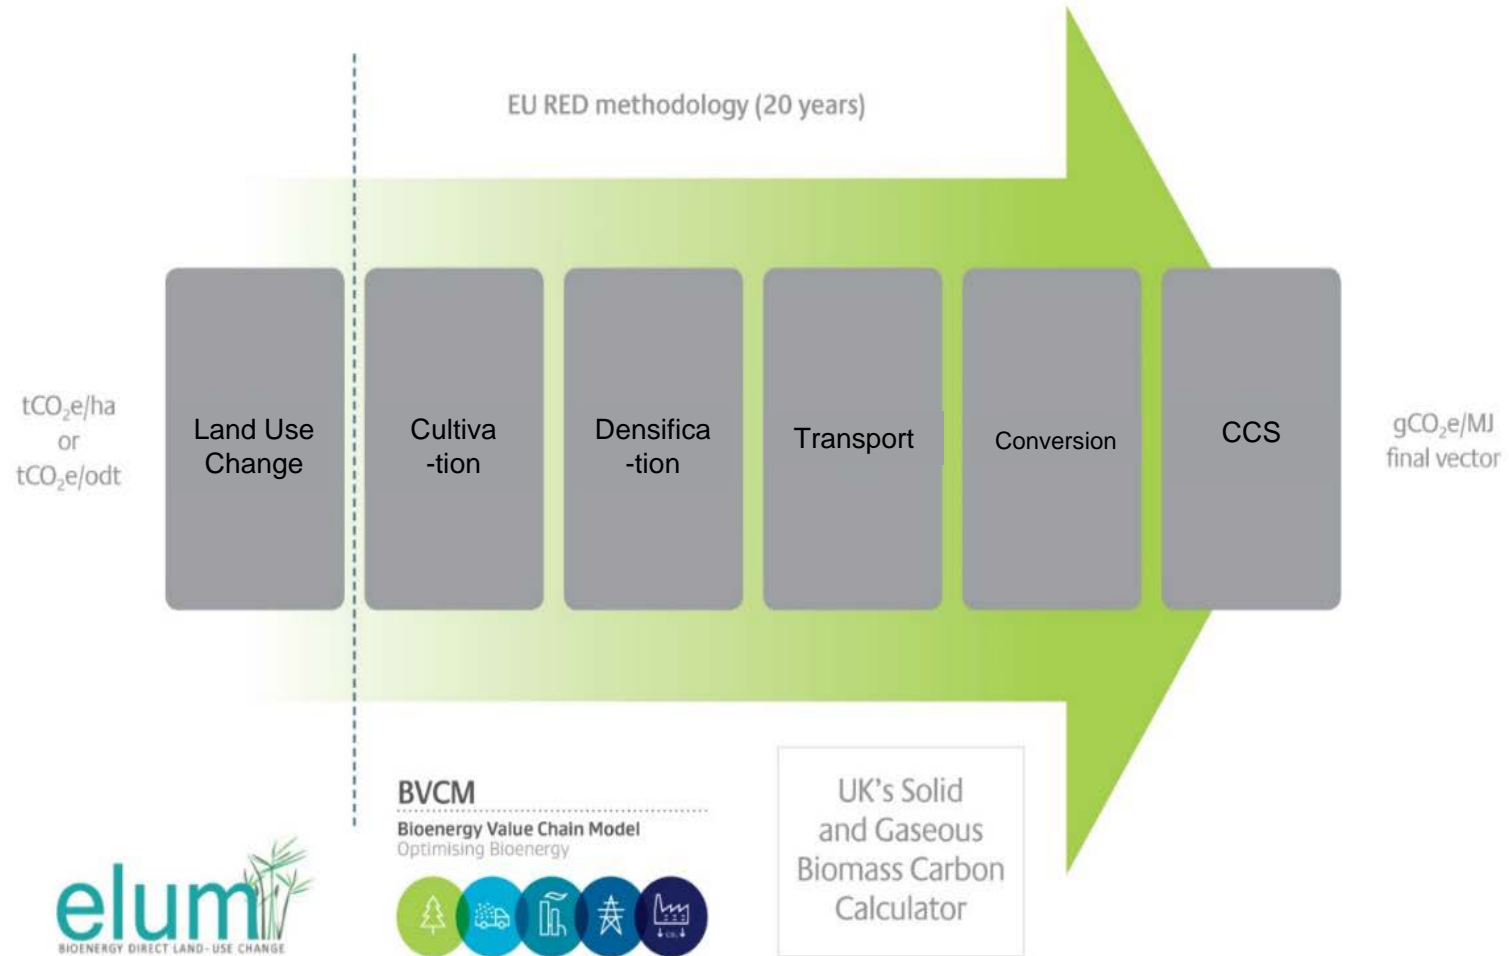 EU RED methodology (20 years)
tCO₂e/ha
or
tCO₂e/odt
Land Use
Change
Cultiva
-tion
Densifica
-tion
Transport
Conversion
CCS
gCO₂e/MJ
final vector
elum
BIOENERGY DIRECT LAND-USE CHANGE
BVCM
Bioenergy Value Chain Model
Optimising Bioenergy
CO₂
UK's Solid
and Gaseous
Biomass Carbon
Calculator